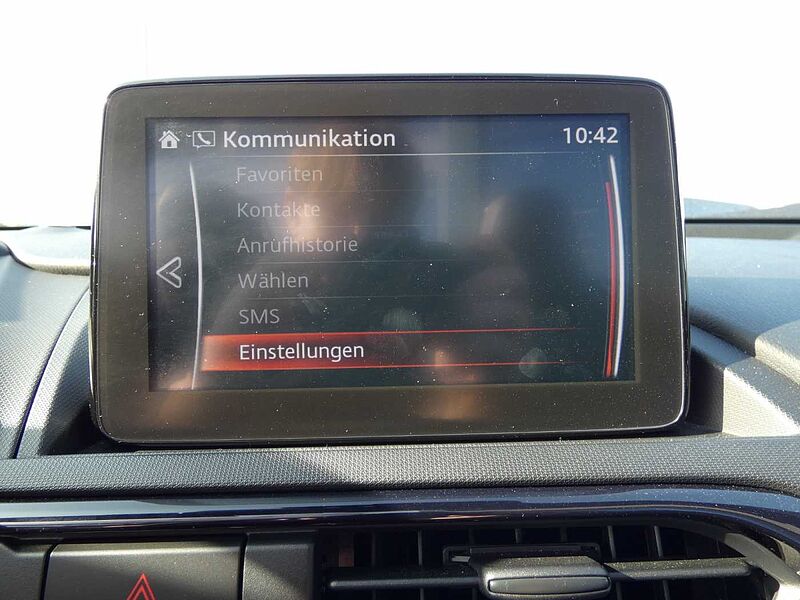 Kommunikation 10:42
Favoriten
Kontakte
Anrufhistorie
Wählen
SMS
Einstellungen